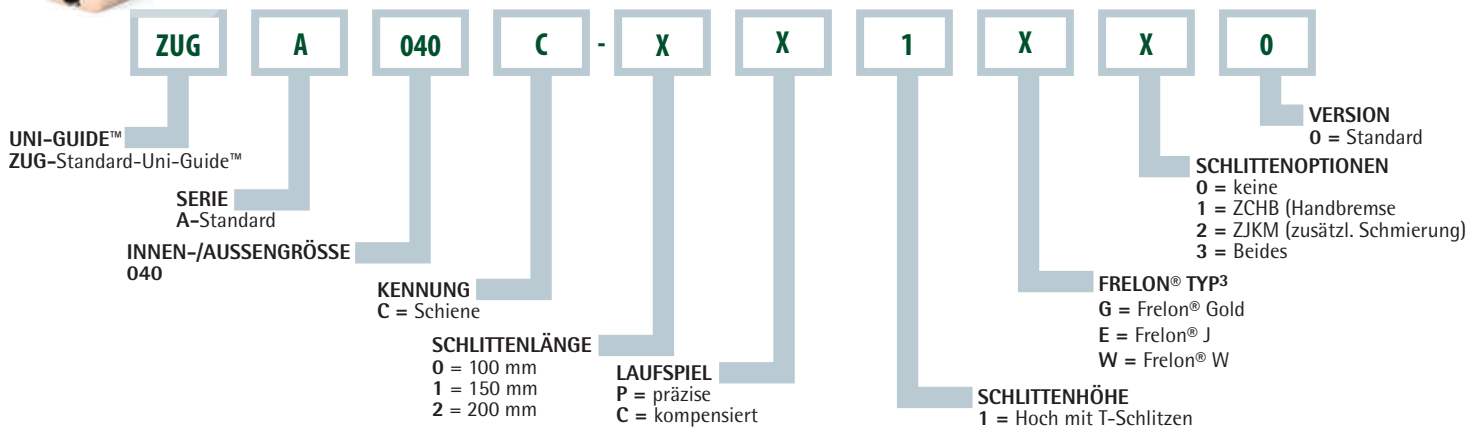 ZUG A 040 C - X X 1 X X 0
UNI-GUIDE™
ZUG-Standard-Uni-Guide™
SERIE
A-Standard
INNEN-/AUSSENGRÖSSE
040
KENNUNG
C = Schiene
SCHLITTENLÄNGE
0 = 100 mm
1 = 150 mm
2 = 200 mm
LAUFSPIEL
P = präzise
C = kompensiert
SCHLITTENHÖHE
1 = Hoch mit T-Schlitzen
FRELON® TYP³
G = Frelon® Gold
E = Frelon® J
W = Frelon® W
SCHLITTENOPTIONEN
0 = keine
1 = ZCHB (Handbremse
2 = ZJKM (zusätzl. Schmierung)
3 = Beides
VERSION
0 = Standard